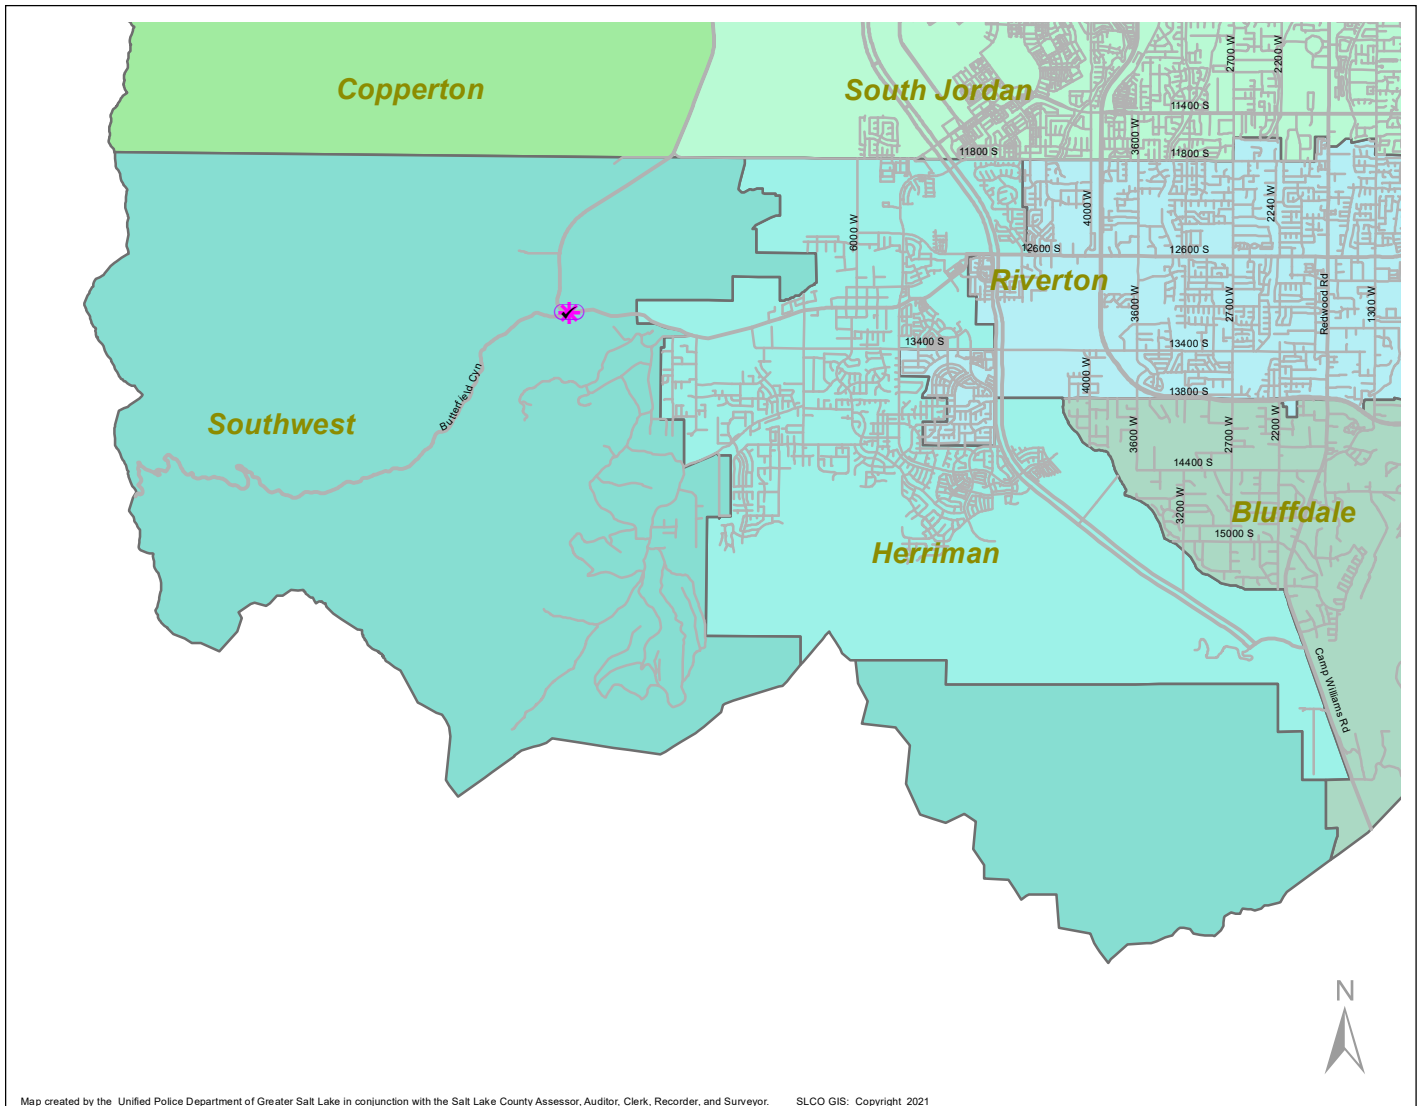 2700 W
2200 W
Copperton
South Jordan
11400 S
3600 W
11800 S
11800 S
4000 W
2240 W
6000 W
12600 S
12600 S
Riverton
3600 W
2700 W
Redwood Rd
1300 W
13400 S
13400 S
4000 W
13800 S
Butterfield Cyn
Southwest
3600 W
2700 W
2200 W
14400 S
3200 W
Bluffdale
15000 S
Herriman
Camp Williams Rd
N
Map created by the Unified Police Department of Greater Salt Lake in conjunction with the Salt Lake County Assessor, Auditor, Clerk, Recorder, and Surveyor. SLCO GIS: Copyright 2021